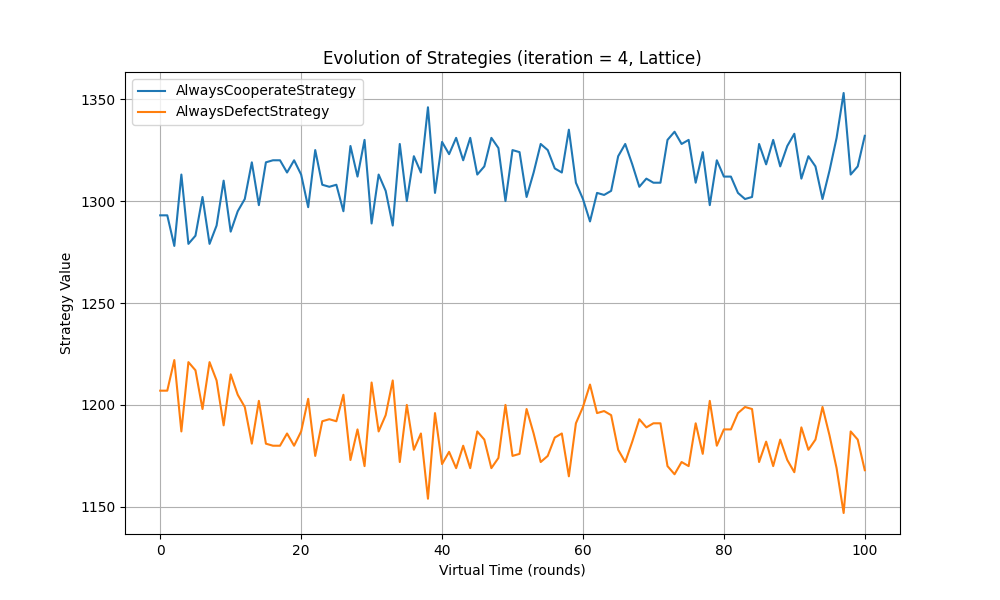 Evolution of Strategies (iteration = 4, Lattice)
AlwaysCooperateStrategy
AlwaysDefectStrategy
Strategy Value
1350
1300
1250
1200
1150
0 20 40 60 80 100
Virtual Time (rounds)